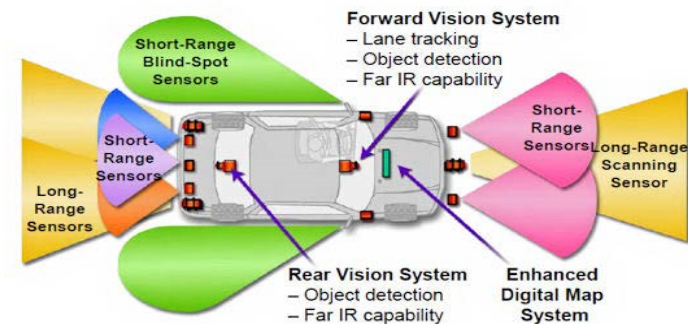 Forward Vision System
– Lane tracking
– Object detection
– Far IR capability
Short-Range
Blind-Spot
Sensors
Short-
Range
Sensors
Long-
Range
Sensors
Short-
Range
Sensors
Long-Range
Scanning
Sensor
Rear Vision System
– Object detection
– Far IR capability
Enhanced
Digital Map
System